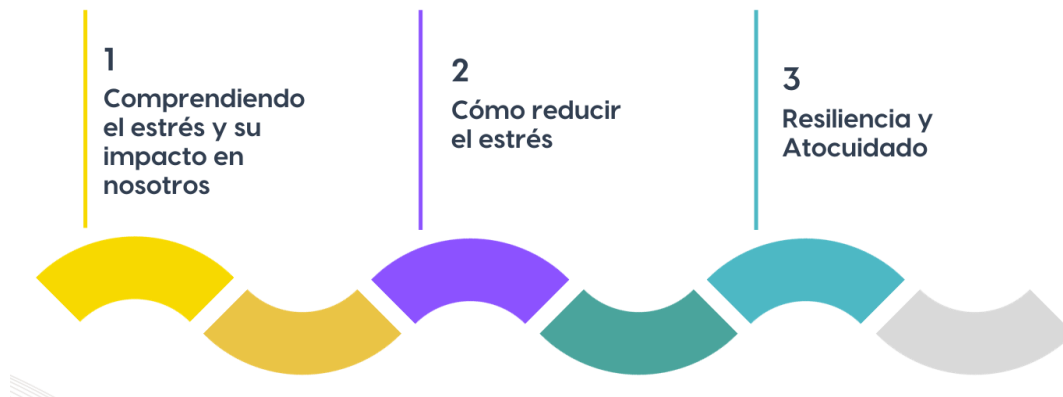 1
Comprendiendo
el estrés y su
impacto en
nosotros
2
Cómo reducir
el estrés
3
Resiliencia y
Atocuidado